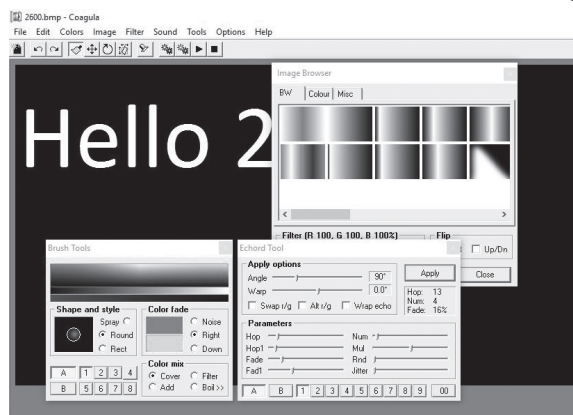 2600.bmp - Coagula
File Edit Colors Image Filter Sound Tools Options Help
Hello 2
Image Browser
BW Colour Misc
Filter (R 100, G 100, B 100%)
Flip
Up/Dn
Close
Brush Tools
Shape and style
Spray
Round
Rect
A 1 2 3 4
B 5 6 7 8
Color fade
Noise
Right
Down
Color mix
Cover Filter
Add Boil >>
Echord Tool
Apply options
Angle 90°
Warp 0.0°
Swap r/g Alt r/g Wrap echo
Apply
Hop: 13
Num: 4
Fade: 16%
Parameters
Hop Num
Hop1 Mul
Fade Rnd
Fad1 Jitter
A B 1 2 3 4 5 6 7 8 9 00